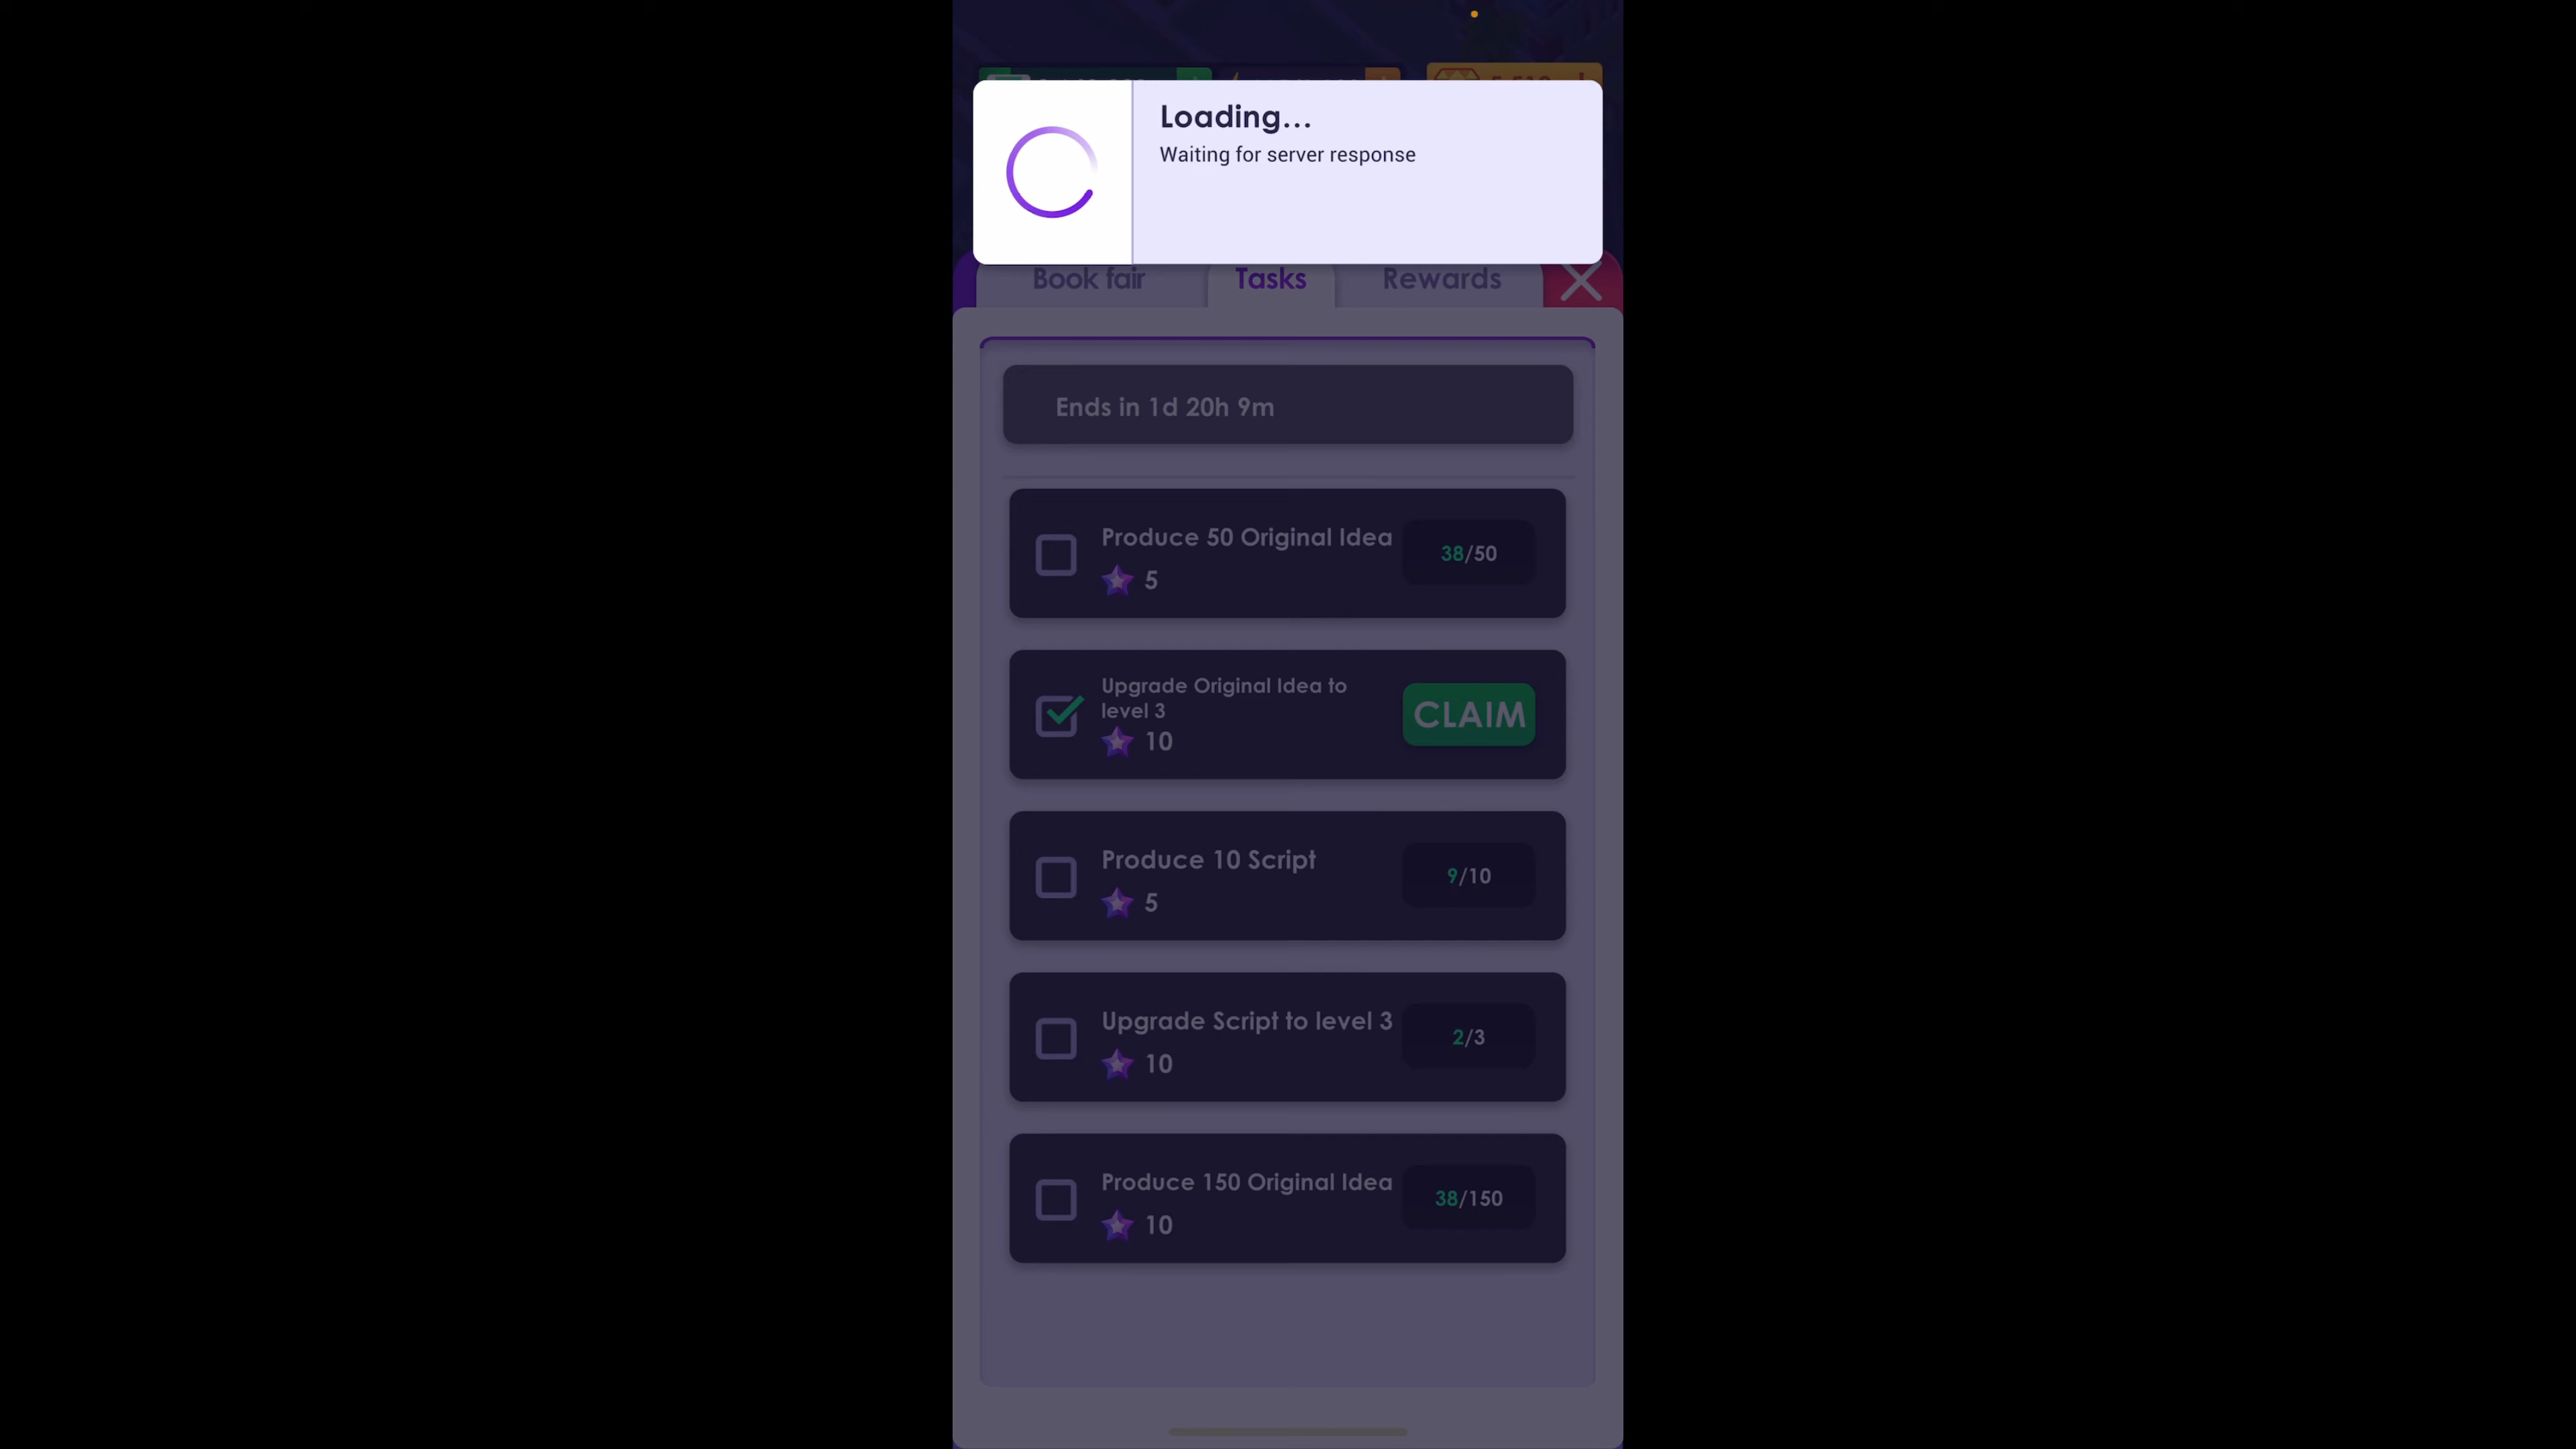 Loading...
Waiting for server response
Book fair
Tasks
Rewards
Ends in 1d 20h 9m
Produce 50 Original Idea
5
38/50
Upgrade Original Idea to
level 3
10
CLAIM
Produce 10 Script
5
9/10
Upgrade Script to level 3
10
2/3
Produce 150 Original Idea
10
38/150